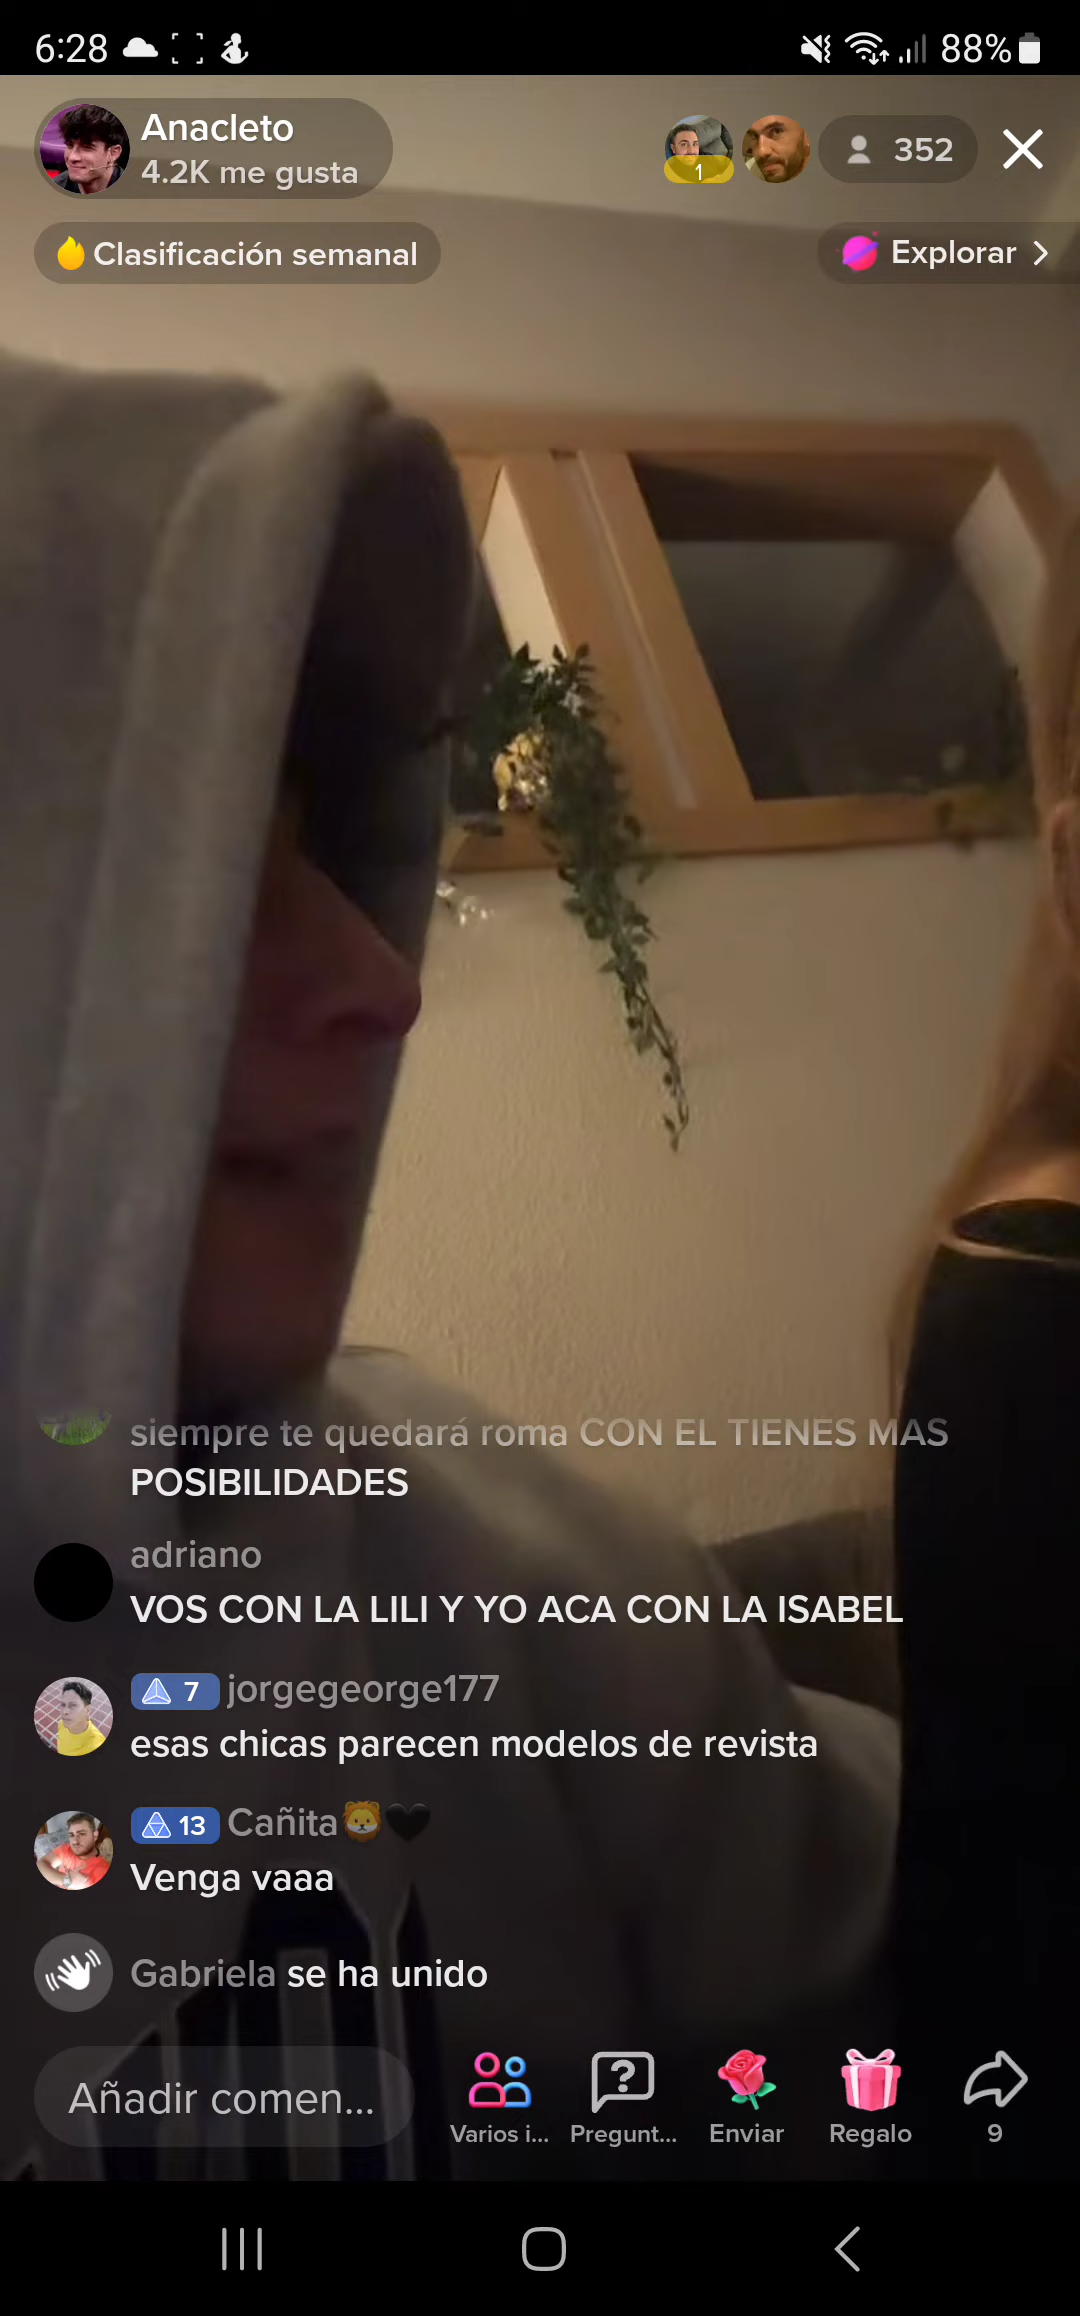 6:28
88%
Anacleto
4.2K me gusta
1
352
Clasificación semanal
Explorar
siempre te quedará roma CON EL TIENES MAS
POSIBILIDADES
adriano
VOS CON LA LILI Y YO ACA CON LA ISABEL
7 jorgegeorge177
esas chicas parecen modelos de revista
13 Cañita🦁🖤
Venga vaaa
Gabriela se ha unido
Añadir comen...
Varios i...
Pregunt...
Enviar
Regalo
9